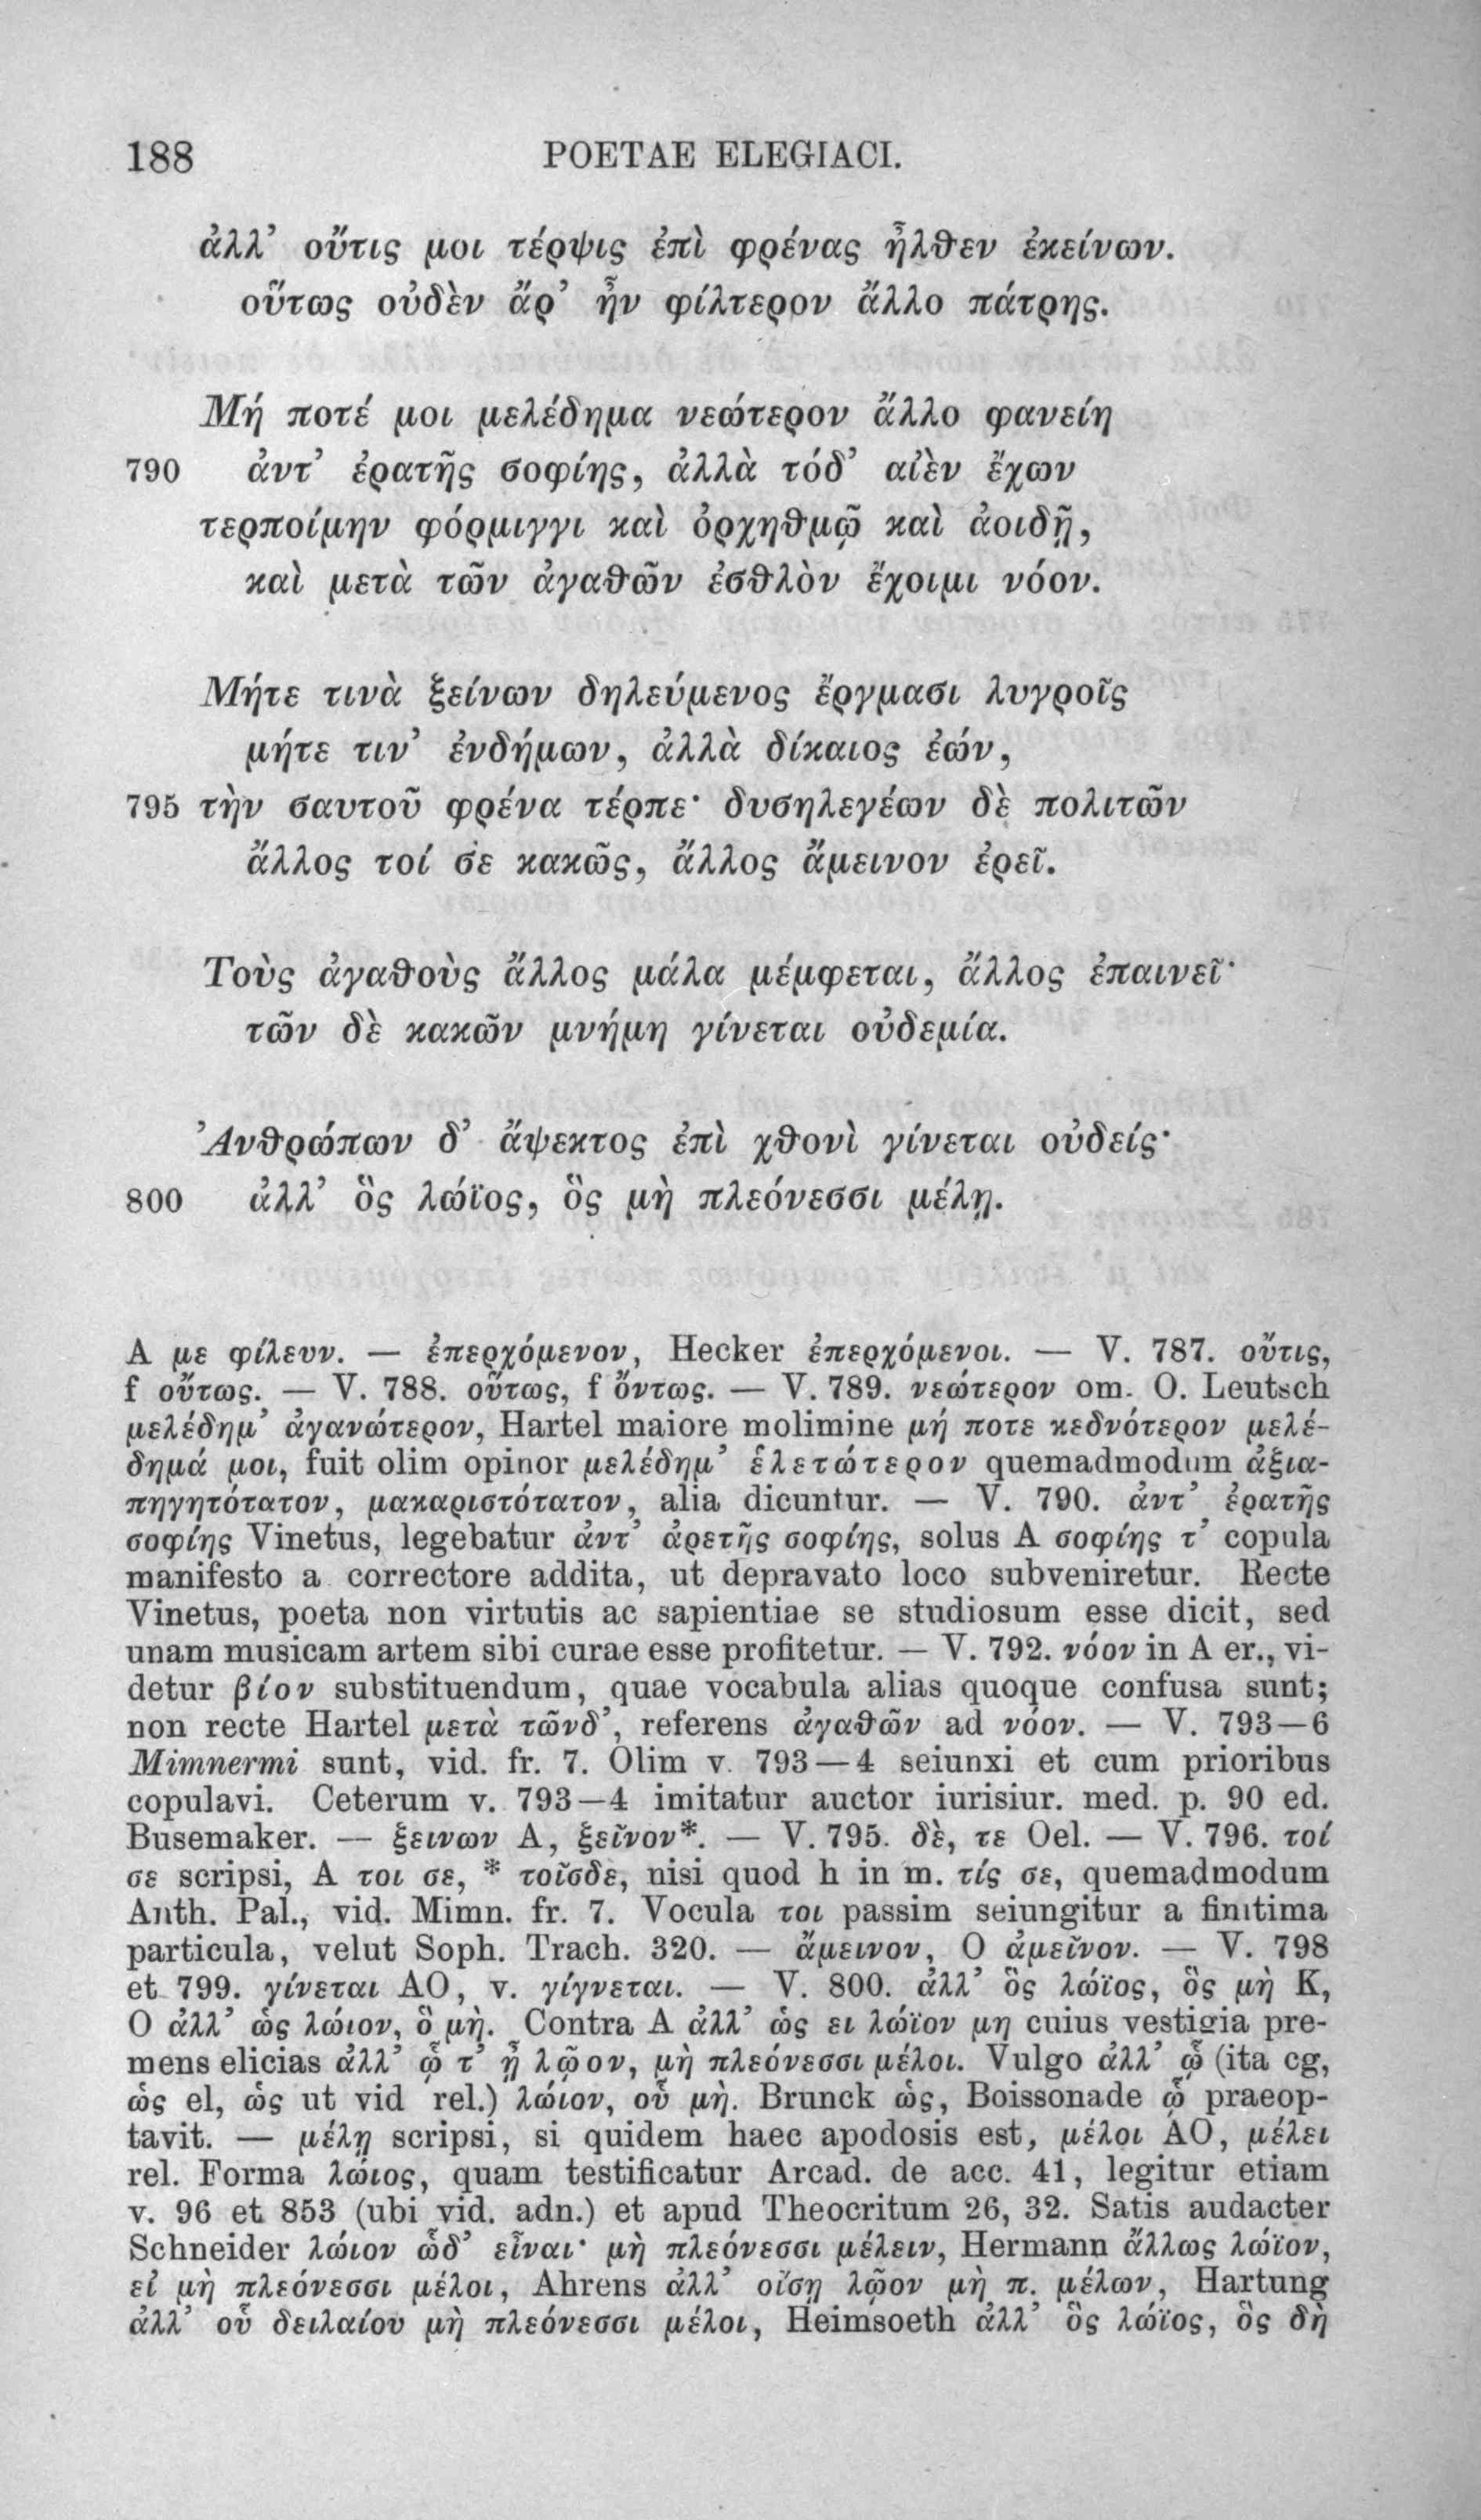 188 POETAE ELEGIACI.
ἀλλ’ οὔτις μοι τέρψις ἐπὶ φρένας ἦλθεν ἐκείνων.
οὕτως οὐδὲν ἄρ’ ἦν φίλτερον ἄλλο πάτρης.
Μή ποτέ μοι μελέδημα νεώτερον ἄλλο φανείη
790 ἀντ’ ἐρατῆς σοφίης, ἀλλὰ τόδ’ αἰὲν ἔχων
τερποίμην φόρμιγγι καὶ ὀρχηθμῷ καὶ ἀοιδῇ,
καὶ μετὰ τῶν ἀγαθῶν ἐσθλὸν ἔχοιμι νόον.
Μήτε τινὰ ξείνων δηλεύμενος ἔργμασι λυγροῖς
μήτε τιν’ ἐνδήμων, ἀλλὰ δίκαιος ἐών,
795 τὴν σαυτοῦ φρένα τέρπε· δυσηλεγέων δὲ πολιτῶν
ἄλλος τοί σε κακῶς, ἄλλος ἄμεινον ἐρεῖ.
Τοὺς ἀγαθοὺς ἄλλος μάλα μέμφεται, ἄλλος ἐπαινεῖ·
τῶν δὲ κακῶν μνήμη γίνεται οὐδεμία.
Ἀνθρώπων δ’ ἄψεκτος ἐπὶ χθονὶ γίνεται οὐδείς·
800 ἀλλ’ ὃς λώϊος, ὃς μὴ πλεόνεσσι μέλῃ.
A με φίλευν. — ἐπερχόμενον, Hecker ἐπερχόμενοι. — V. 787. οὔτις,
f οὕτως. — V. 788. οὕτως, f ὄντως. — V. 789. νεώτερον om. O. Leutsch
μελέδημ’ ἀγανώτερον, Hartel maiore molimine μή ποτε κεδνότερον μελέ-
δημά μοι, fuit olim opinor μελέδημ’ ἑλετώτερον quemadmodum ἀξια-
πηγητότατον, μακαριστότατον, alia dicuntur. — V. 790. ἀντ’ ἐρατῆς
σοφίης Vinetus, legebatur ἀντ’ ἀρετῆς σοφίης, solus A σοφίης τ’ copula
manifesto a correctore addita, ut depravato loco subveniretur. Recte
Vinetus, poeta non virtutis ac sapientiae se studiosum esse dicit, sed
unam musicam artem sibi curae esse profitetur. — V. 792. νόον in A er., vi-
detur βίον substituendum, quae vocabula alias quoque confusa sunt;
non recte Hartel μετὰ τῶνδ’, referens ἀγαθῶν ad νόον. — V. 793—6
Mimnermi sunt, vid. fr. 7. Olim v. 793—4 seiunxi et cum prioribus
copulavi. Ceterum v. 793—4 imitatur auctor iurisiur. med. p. 90 ed.
Busemaker. — ξεινων A, ξεῖνον*. — V. 795. δὲ, τε Oel. — V. 796. τοί
σε scripsi, A τοι σε, * τοῖσδε, nisi quod h in m. τίς σε, quemadmodum
Anth. Pal., vid. Mimn. fr. 7. Vocula τοι passim seiungitur a finitima
particula, velut Soph. Trach. 320. — ἄμεινον, O ἀμεῖνον. — V. 798
et 799. γίνεται AO, v. γίγνεται. — V. 800. ἀλλ’ ὃς λώϊος, ὃς μὴ K,
O ἀλλ’ ὡς λώιον, ὃ μὴ. Contra A ἀλλ’ ὡς ει λώϊον μη cuius vestigia pre-
mens elicias ἀλλ’ ᾧ τ’ ᾖ λῷον, μὴ πλεόνεσσι μέλοι. Vulgo ἀλλ’ ᾧ (ita cg,
ὡς el, ὡς ut vid rel.) λώιον, οὗ μὴ. Brunck ὡς, Boissonade ᾧ praeop-
tavit. — μέλῃ scripsi, si quidem haec apodosis est, μέλοι AO, μέλει
rel. Forma λώιος, quam testificatur Arcad. de acc. 41, legitur etiam
v. 96 et 853 (ubi vid. adn.) et apud Theocritum 26, 32. Satis audacter
Schneider λώιον ὧδ’ εἶναι· μὴ πλεόνεσσι μέλειν, Hermann ἄλλως λώϊον,
εἰ μὴ πλεόνεσσι μέλοι, Ahrens ἀλλ’ οἴσῃ λῷον μὴ π. μέλων, Hartung
ἀλλ’ οὗ δειλαίου μὴ πλεόνεσσι μέλοι, Heimsoeth ἀλλ’ ὃς λώϊος, ὃς δὴ